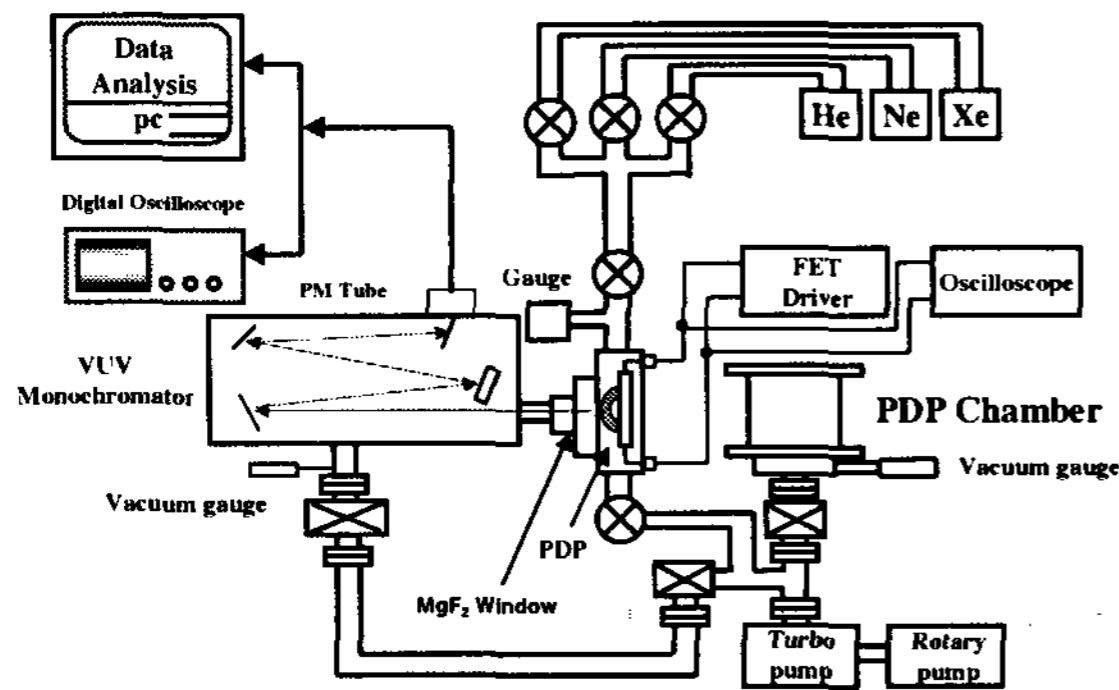 Data
Analysis
pc
He
Ne
Xe
Digital Oscilloscope
PM Tube
Gauge
FET
Driver
Oscilloscope
VUV
Monochromator
PDP Chamber
Vacuum gauge
Vacuum gauge
PDP
MgF₂ Window
Turbo
pump
Rotary
pump